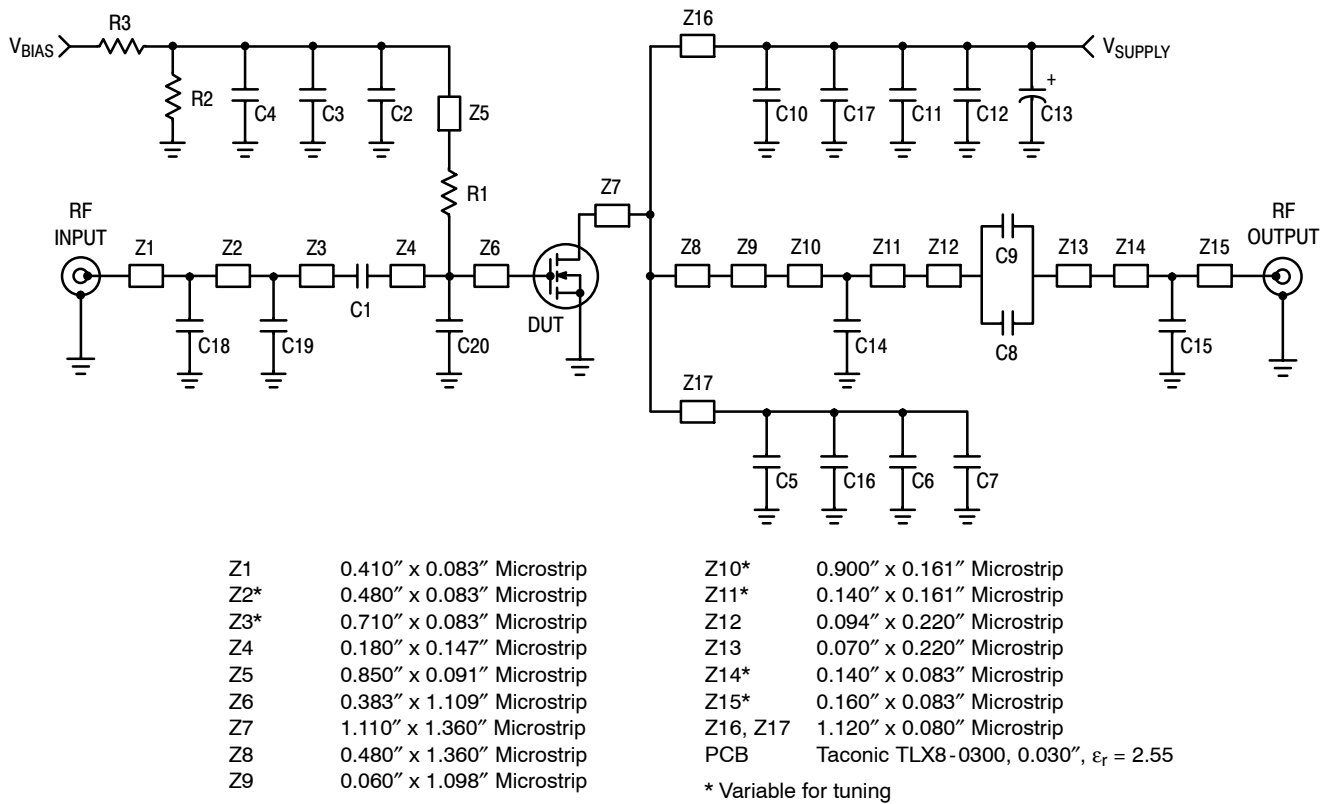 R3
Z16
V_BIAS
V_SUPPLY
R2
C4
C3
C2
Z5
C10
C17
C11
C12
+
C13
R1
Z7
RF
INPUT
Z1
Z2
Z3
Z4
Z6
Z8
Z9
Z10
Z11
Z12
C9
Z13
Z14
Z15
RF
OUTPUT
C1
DUT
C18
C19
C20
C14
C8
C15
Z17
C5
C16
C6
C7
Z1 0.410″ x 0.083″ Microstrip
Z2* 0.480″ x 0.083″ Microstrip
Z3* 0.710″ x 0.083″ Microstrip
Z4 0.180″ x 0.147″ Microstrip
Z5 0.850″ x 0.091″ Microstrip
Z6 0.383″ x 1.109″ Microstrip
Z7 1.110″ x 1.360″ Microstrip
Z8 0.480″ x 1.360″ Microstrip
Z9 0.060″ x 1.098″ Microstrip
Z10* 0.900″ x 0.161″ Microstrip
Z11* 0.140″ x 0.161″ Microstrip
Z12 0.094″ x 0.220″ Microstrip
Z13 0.070″ x 0.220″ Microstrip
Z14* 0.140″ x 0.083″ Microstrip
Z15* 0.160″ x 0.083″ Microstrip
Z16, Z17 1.120″ x 0.080″ Microstrip
PCB Taconic TLX8-0300, 0.030″, εr = 2.55
* Variable for tuning